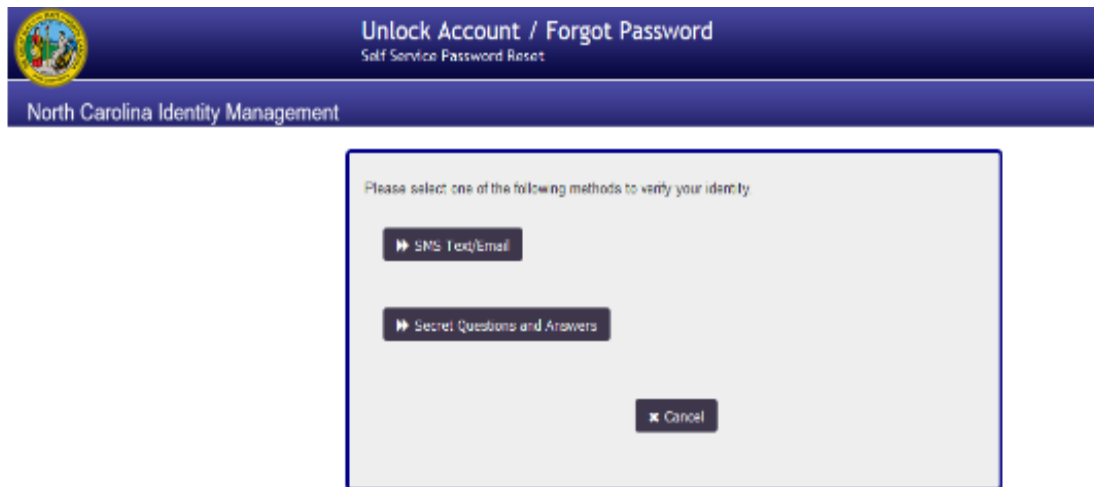 Unlock Account / Forgot Password
Self Service Password Reset
North Carolina Identity Management
Please select one of the following methods to verify your identity.
SMS Text/Email
Secret Questions and Answers
Cancel